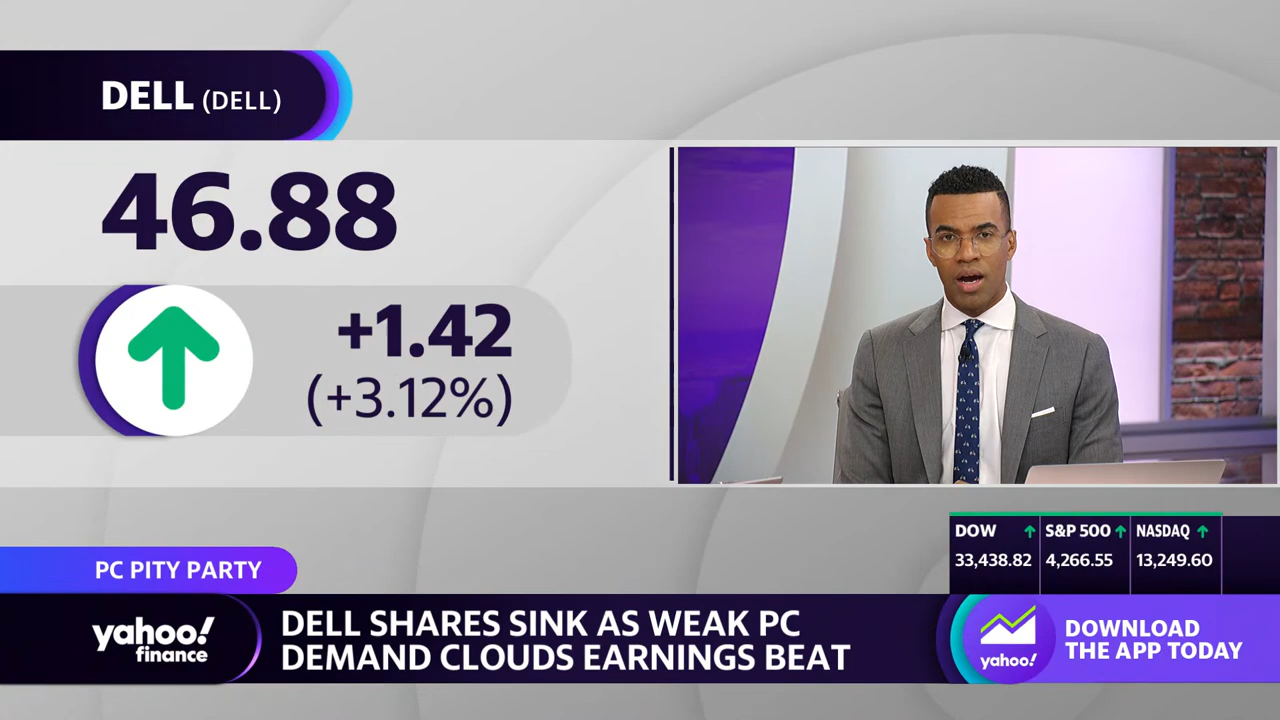 DELL (DELL)
46.88
+1.42
(+3.12%)
DOW
33,438.82
S&P 500
4,266.55
NASDAQ
13,249.60
PC PITY PARTY
yahoo!
finance
DELL SHARES SINK AS WEAK PC
DEMAND CLOUDS EARNINGS BEAT
yahoo!
DOWNLOAD
THE APP TODAY